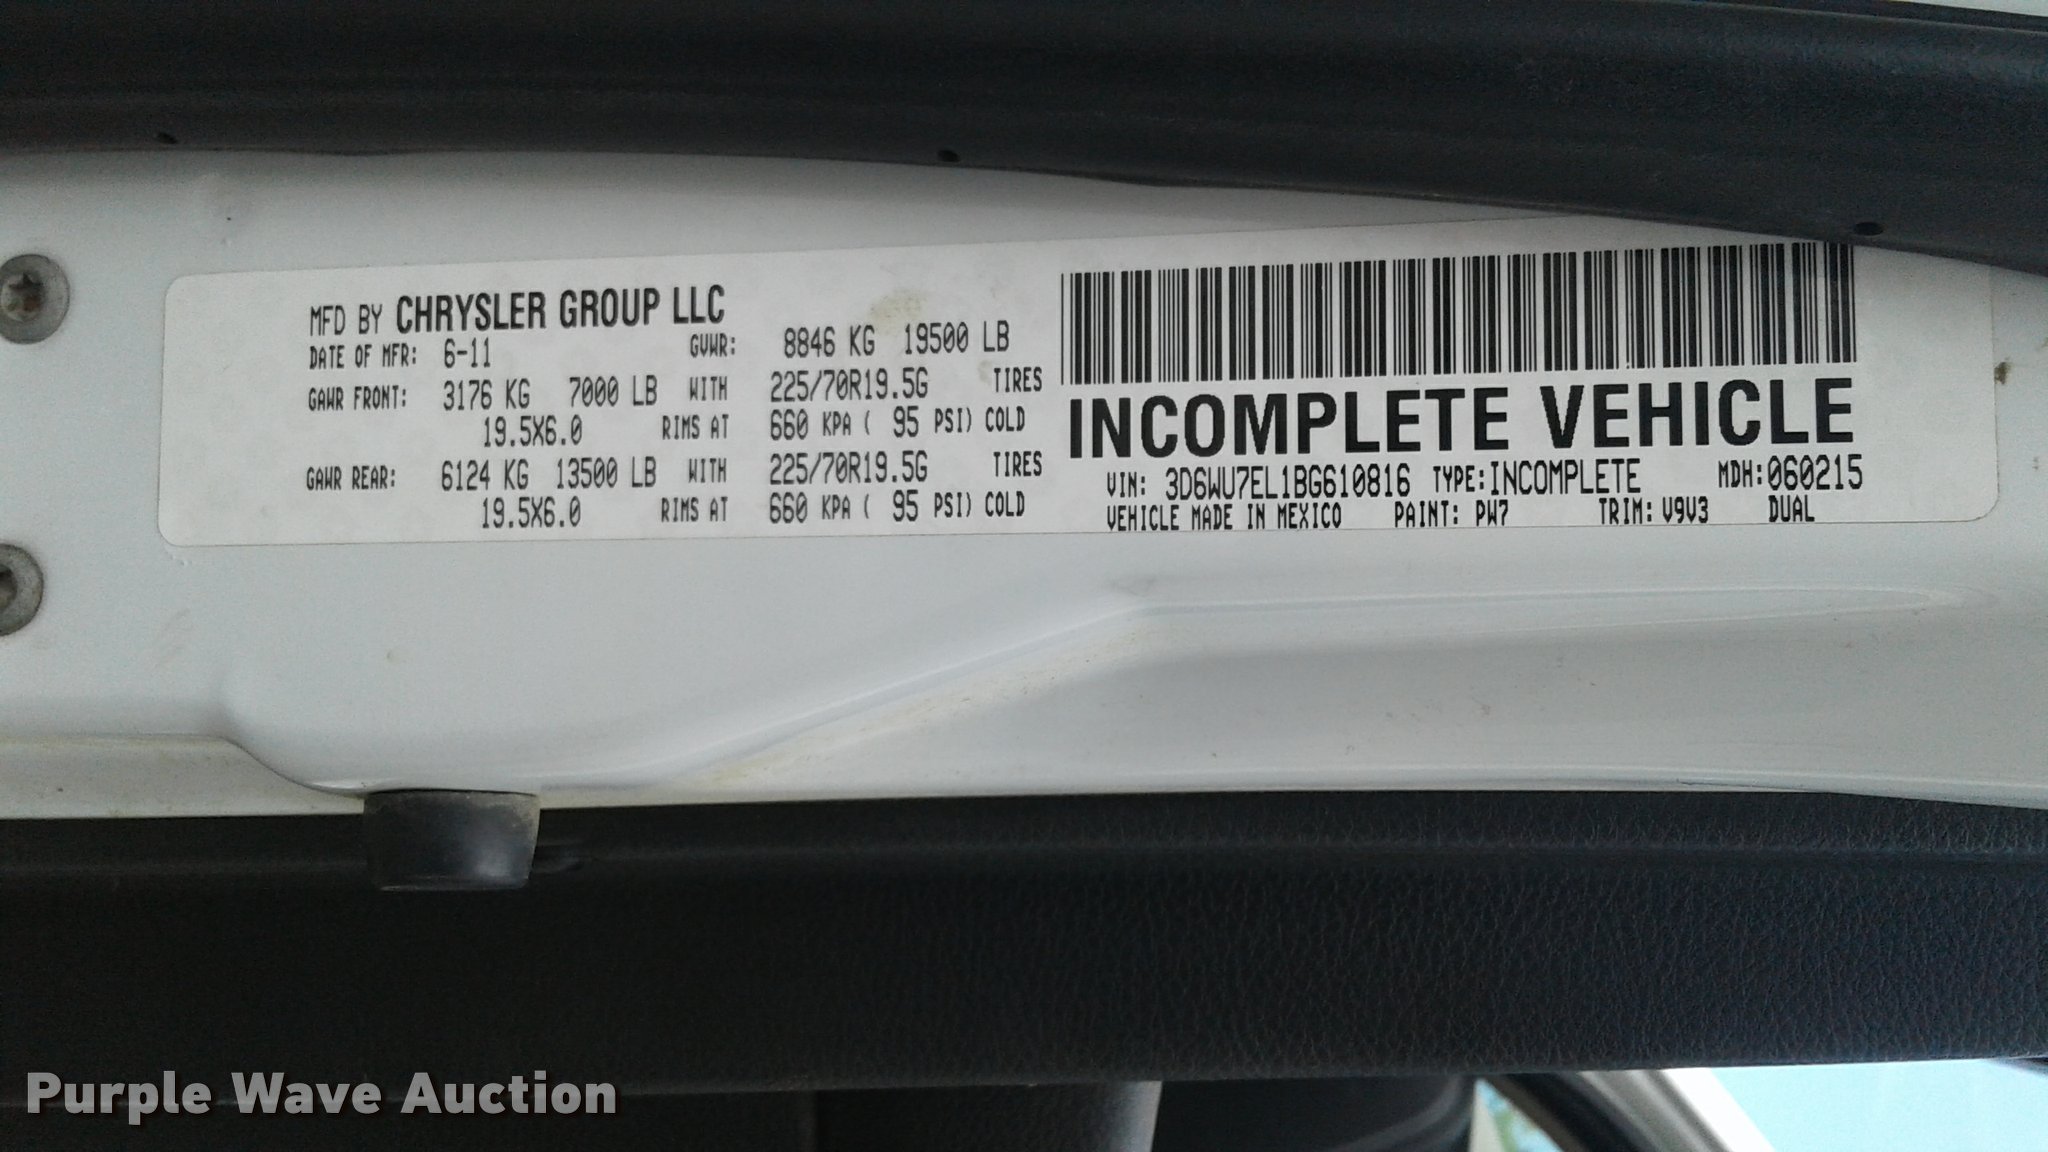 MFD BY CHRYSLER GROUP LLC
DATE OF MFR: 6-11 GVWR: 8846 KG 19500 LB
GAWR FRONT: 3176 KG 7000 LB WITH 225/70R19.5G TIRES
19.5X6.0 RIMS AT 660 KPA ( 95 PSI) COLD
GAWR REAR: 6124 KG 13500 LB WITH 225/70R19.5G TIRES
19.5X6.0 RIMS AT 660 KPA ( 95 PSI) COLD
INCOMPLETE VEHICLE
VIN: 3D6WU7EL1BG610816 TYPE:INCOMPLETE MDH:060215
VEHICLE MADE IN MEXICO PAINT: PW7 TRIM: V9V3 DUAL
Purple Wave Auction